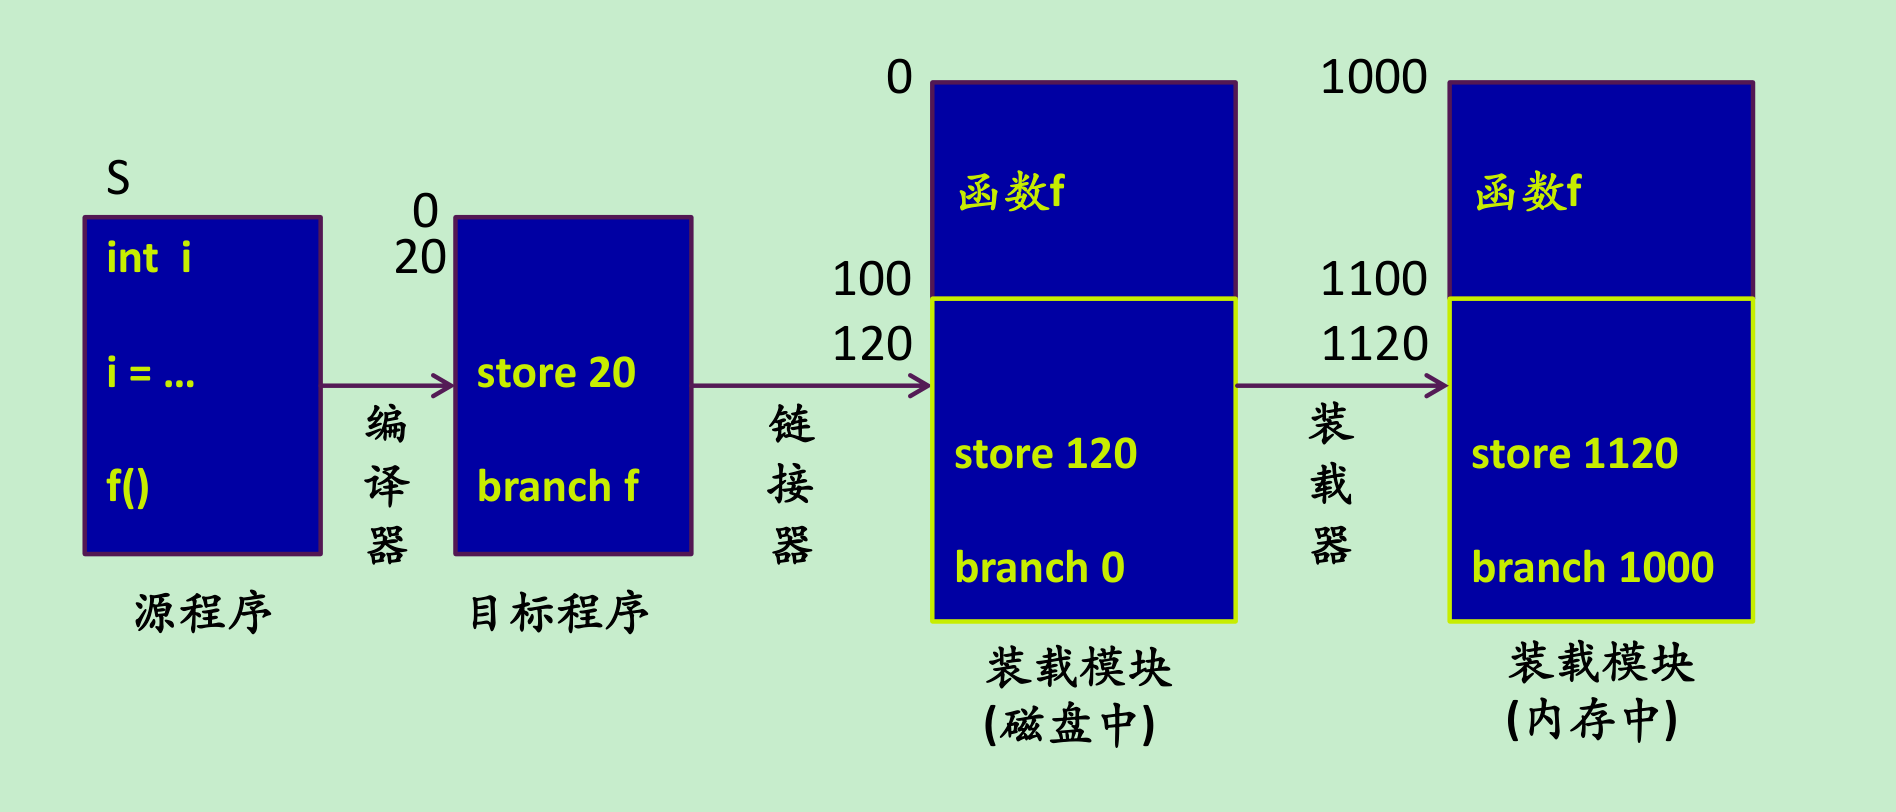 S
int i
i = ...
f()
源程序
编译器
0
20
store 20
branch f
目标程序
链接器
0
函数f
100
120
store 120
branch 0
装载模块
(磁盘中)
装载器
1000
函数f
1100
1120
store 1120
branch 1000
装载模块
(内存中)